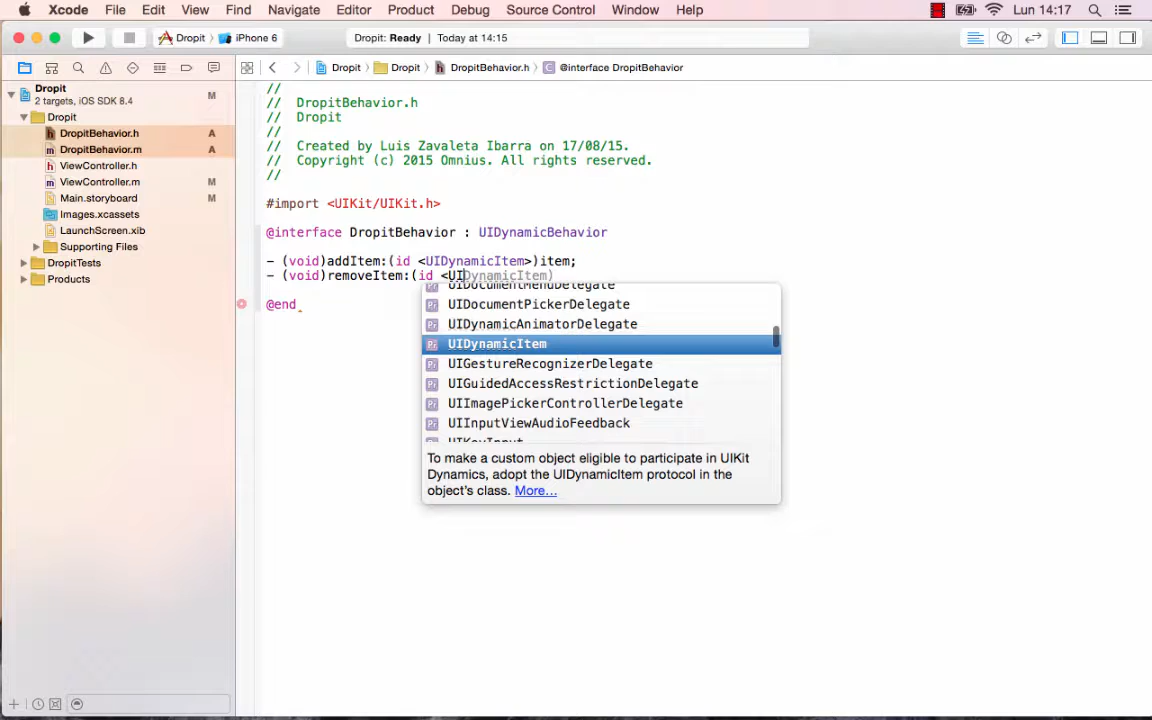 Xcode File Edit View Find Navigate Editor Product Debug Source Control Window Help Lun 14:17
Dropit iPhone 6 Dropit: Ready Today at 14:15
Dropit Dropit DropitBehavior.h @interface DropitBehavior
Dropit M
2 targets, iOS SDK 8.4
Dropit
DropitBehavior.h A
DropitBehavior.m A
ViewController.h
ViewController.m M
Main.storyboard M
Images.xcassets
LaunchScreen.xib
Supporting Files
DropitTests
Products
//
// DropitBehavior.h
// Dropit
//
// Created by Luis Zavaleta Ibarra on 17/08/15.
// Copyright (c) 2015 Omnius. All rights reserved.
//
#import <UIKit/UIKit.h>
@interface DropitBehavior : UIDynamicBehavior
- (void)addItem:(id <UIDynamicItem>)item;
- (void)removeItem:(id <UIDynamicItem)
@end
UIDocumentMenuDelegate
UIDocumentPickerDelegate
UIDynamicAnimatorDelegate
UIDynamicItem
UIGestureRecognizerDelegate
UIGuidedAccessRestrictionDelegate
UIImagePickerControllerDelegate
UIInputViewAudioFeedback
UIKeyInput
To make a custom object eligible to participate in UIKit
Dynamics, adopt the UIDynamicItem protocol in the
object's class. More...